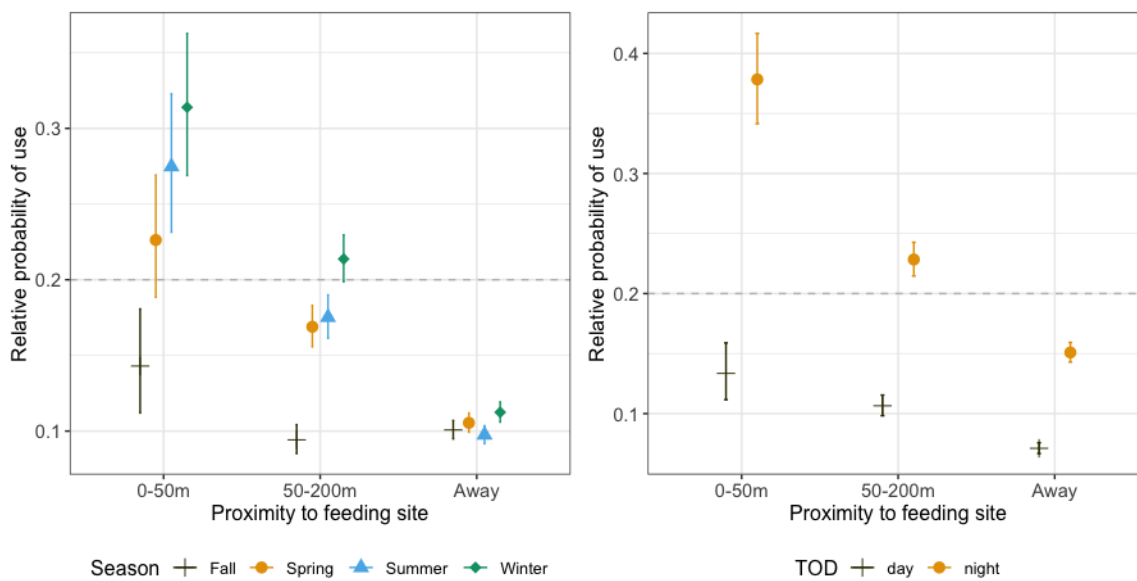 Relative probability of use
0.3
0.2
0.1
0-50m
50-200m
Away
Proximity to feeding site
Season
Fall
Spring
Summer
Winter
Relative probability of use
0.4
0.3
0.2
0.1
0-50m
50-200m
Away
Proximity to feeding site
TOD
day
night